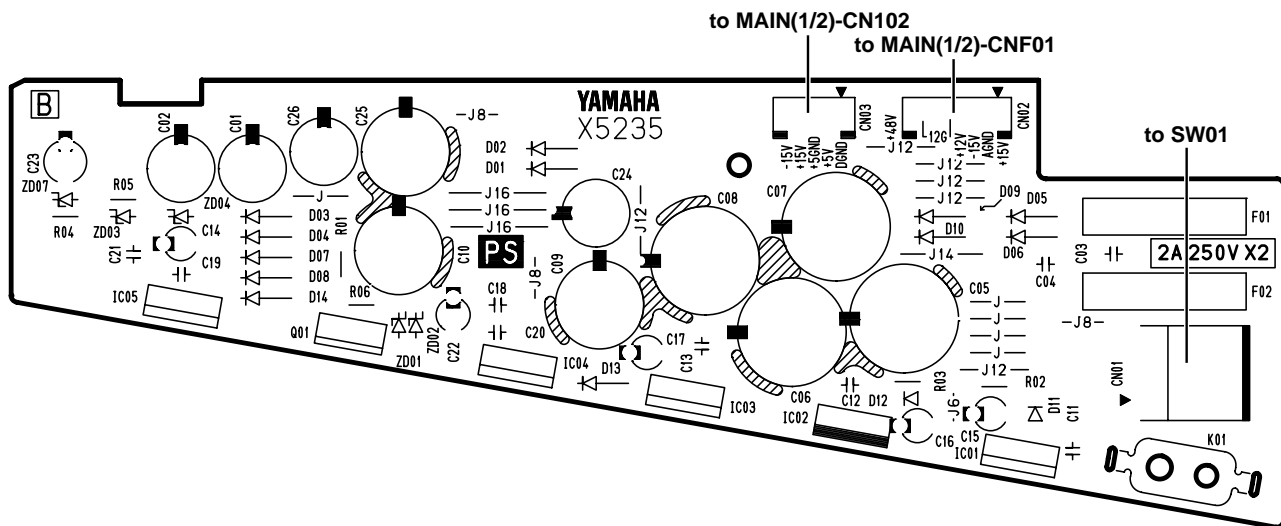 to MAIN(1/2)-CN102
to MAIN(1/2)-CNF01
to SW01
B
YAMAHA
X5235
PS
CN03
-15V
+15V
+5GND
+5V
DGND
CN02
+48V
12G
+12V
-15V
AGND
+15V
J12
J12
J12
J12
J12
C23
ZD07
R04
R05
ZD03
C21
C02
C01
C26
C25
-J8-
ZD04
C14
C19
IC05
D03
D04
D07
D08
D14
J
R01
D02
D01
J16
J16
J16
C10
R06
Q01
ZD01
ZD02
C22
C18
-J8-
C09
C20
C24
J12
C08
C07
IC04
D13
C17
C13
IC03
C06
C12
D12
IC02
C16
R03
C05
D09
D05
D10
D06
J14
C04
C03
J
J
J
J
J12
R02
-J6-
C15
IC01
D11
C11
F01
2A 250V X2
F02
-J8-
CN01
K01